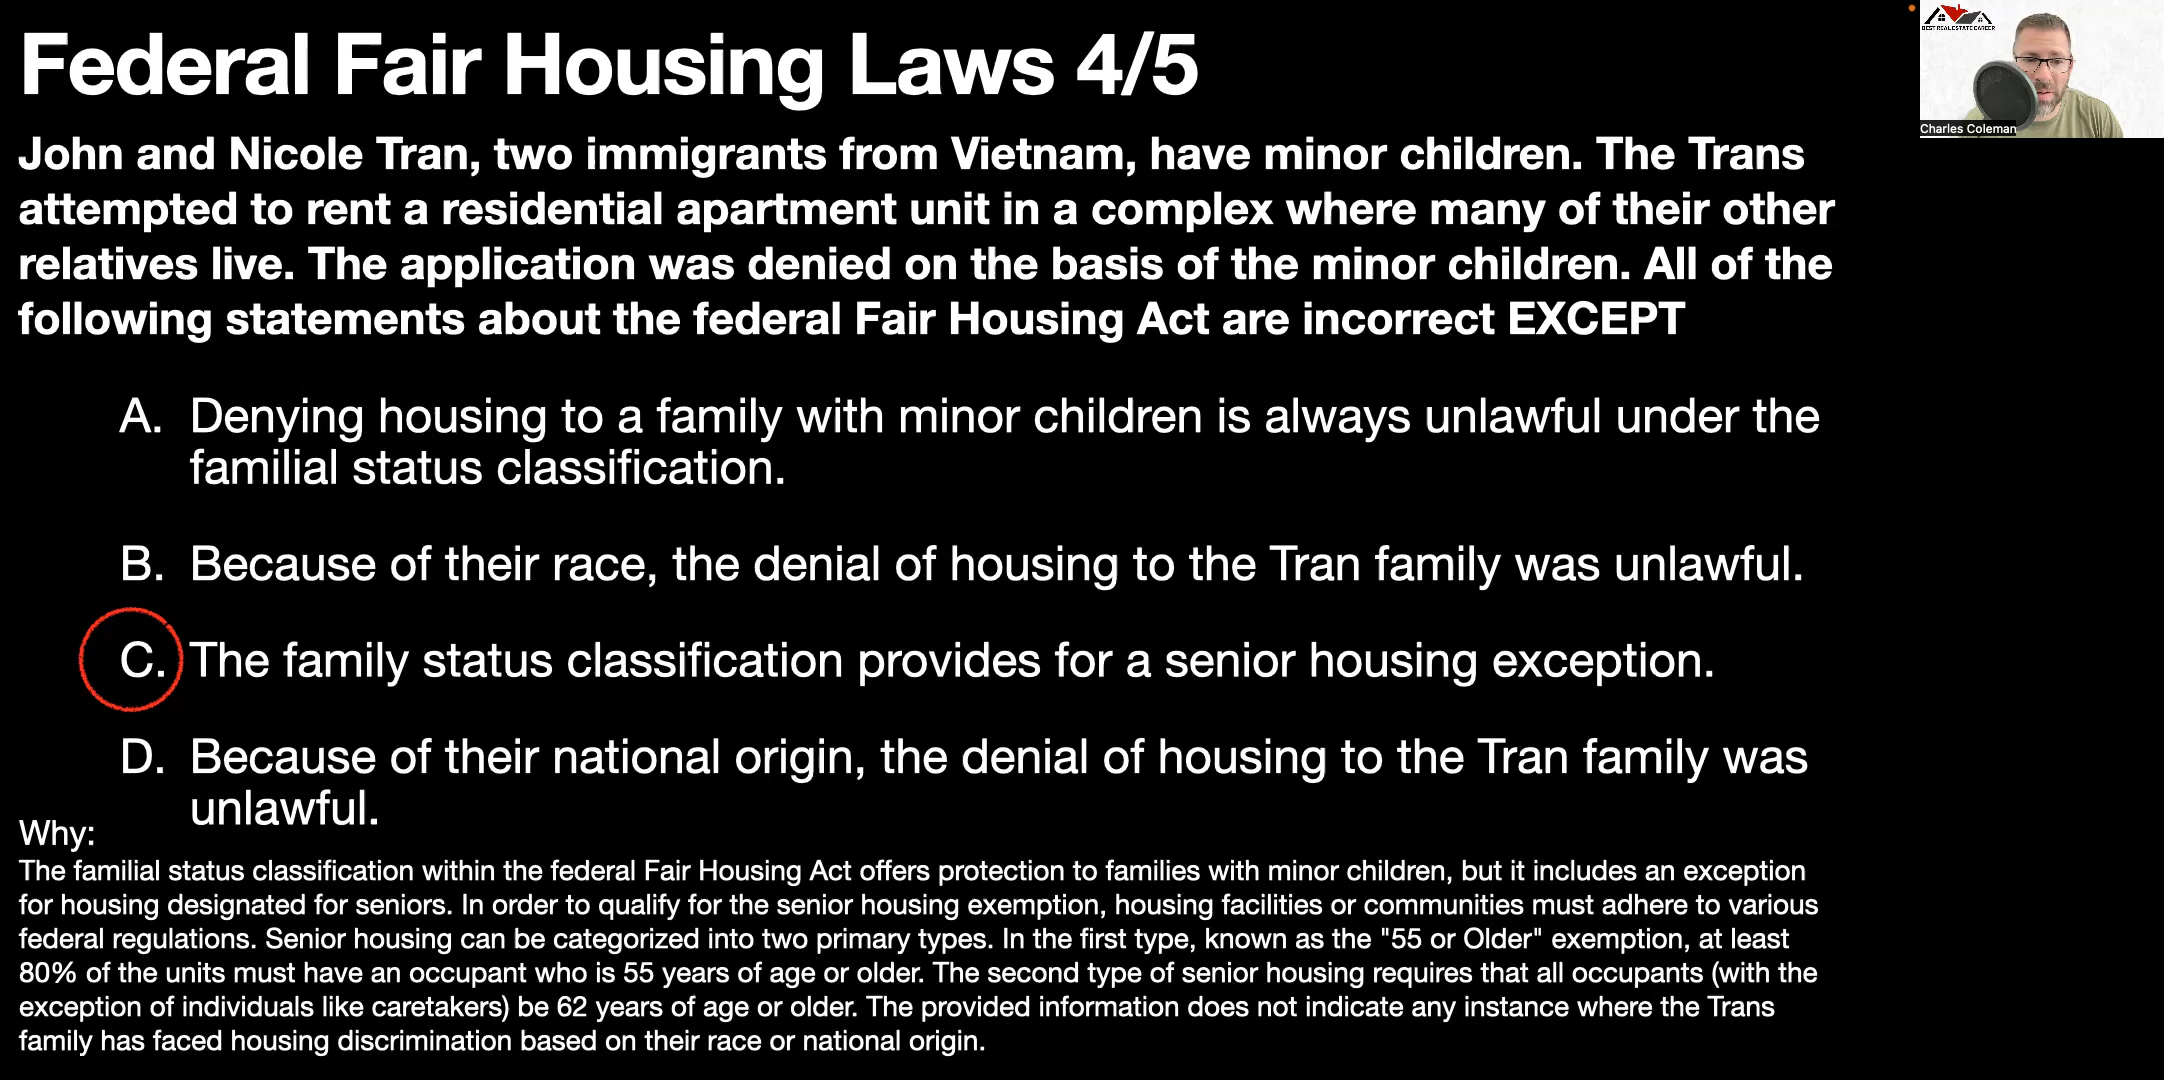 Federal Fair Housing Laws 4/5
BEST REAL ESTATE CAREER
Charles Coleman
John and Nicole Tran, two immigrants from Vietnam, have minor children. The Trans
attempted to rent a residential apartment unit in a complex where many of their other
relatives live. The application was denied on the basis of the minor children. All of the
following statements about the federal Fair Housing Act are incorrect EXCEPT
A. Denying housing to a family with minor children is always unlawful under the
familial status classification.
B. Because of their race, the denial of housing to the Tran family was unlawful.
C. The family status classification provides for a senior housing exception.
D. Because of their national origin, the denial of housing to the Tran family was
unlawful.
Why:
The familial status classification within the federal Fair Housing Act offers protection to families with minor children, but it includes an exception
for housing designated for seniors. In order to qualify for the senior housing exemption, housing facilities or communities must adhere to various
federal regulations. Senior housing can be categorized into two primary types. In the first type, known as the "55 or Older" exemption, at least
80% of the units must have an occupant who is 55 years of age or older. The second type of senior housing requires that all occupants (with the
exception of individuals like caretakers) be 62 years of age or older. The provided information does not indicate any instance where the Trans
family has faced housing discrimination based on their race or national origin.